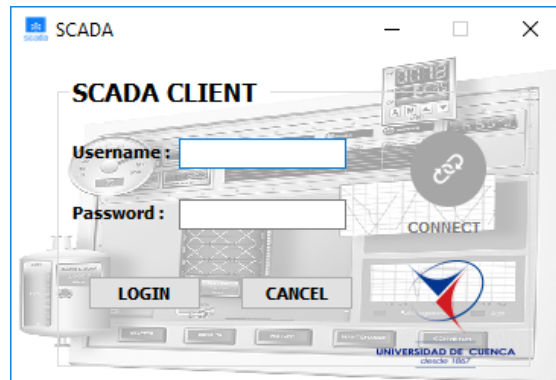 SCADA
SCADA CLIENT
Username :
Password :
CONNECT
LOGIN CANCEL
UNIVERSIDAD DE CUENCA
desde 1867